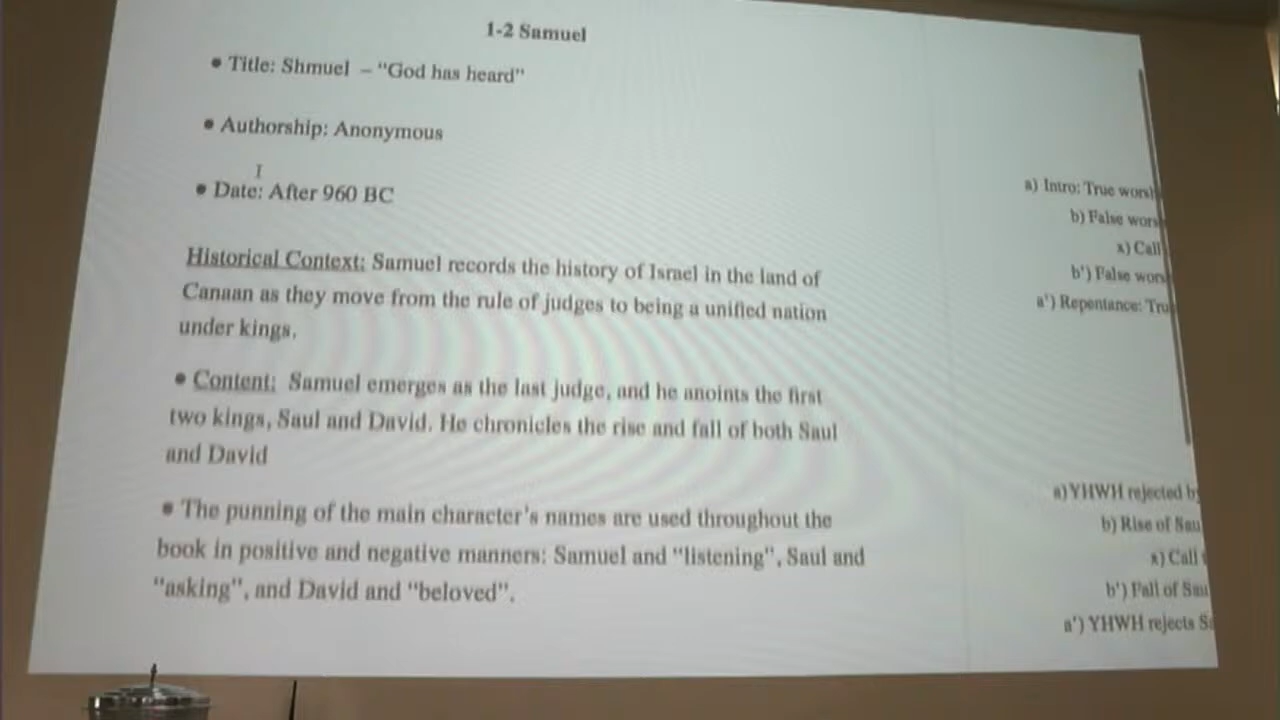 1-2 Samuel
• Title: Shmuel – "God has heard"
• Authorship: Anonymous
• Date: After 960 BC
Historical Context: Samuel records the history of Israel in the land of
Canaan as they move from the rule of judges to being a unified nation
under kings.
• Content: Samuel emerges as the last judge, and he anoints the first
two kings, Saul and David. He chronicles the rise and fall of both Saul
and David
• The punning of the main character's names are used throughout the
book in positive and negative manners: Samuel and "listening", Saul and
"asking", and David and "beloved".
a) Intro: True
b) False
x) Call
b') False
a') Repentance:
a) YHWH rejected
b) Rise of
x) Call
b') Fall of
a') YHWH rejects